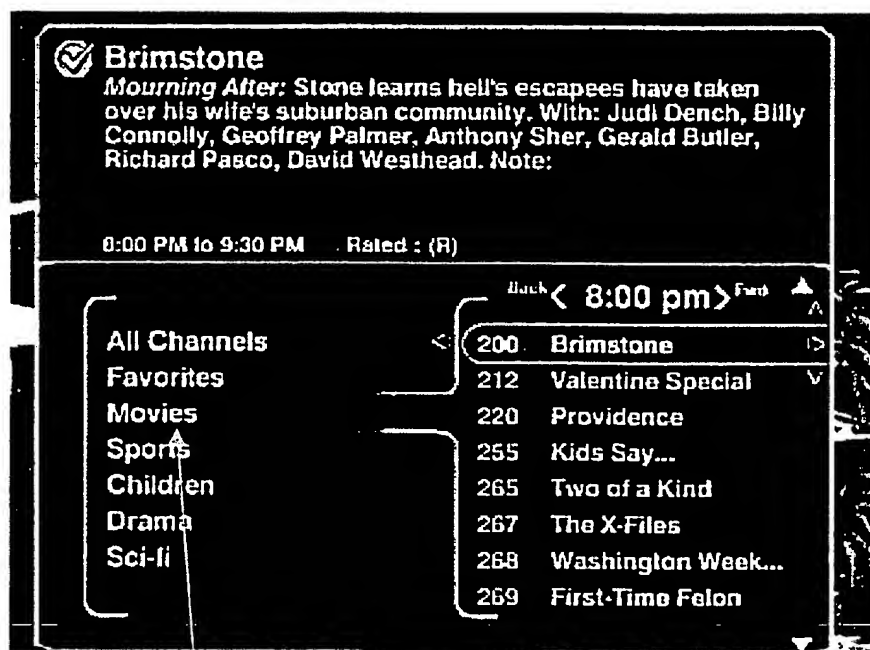 Brimstone
Mourning After: Stone learns hell's escapees have taken
over his wife's suburban community. With: Judi Dench, Billy
Connolly, Geoffrey Palmer, Anthony Sher, Gerald Butler,
Richard Pasco, David Westhead. Note:
8:00 PM to 9:30 PM Rated : (R)
Back < 8:00 pm > Fwd
All Channels
Favorites
Movies
Sports
Children
Drama
Sci-fi
200 Brimstone
212 Valentine Special
220 Providence
255 Kids Say...
265 Two of a Kind
267 The X-Files
268 Washington Week...
269 First-Time Felon